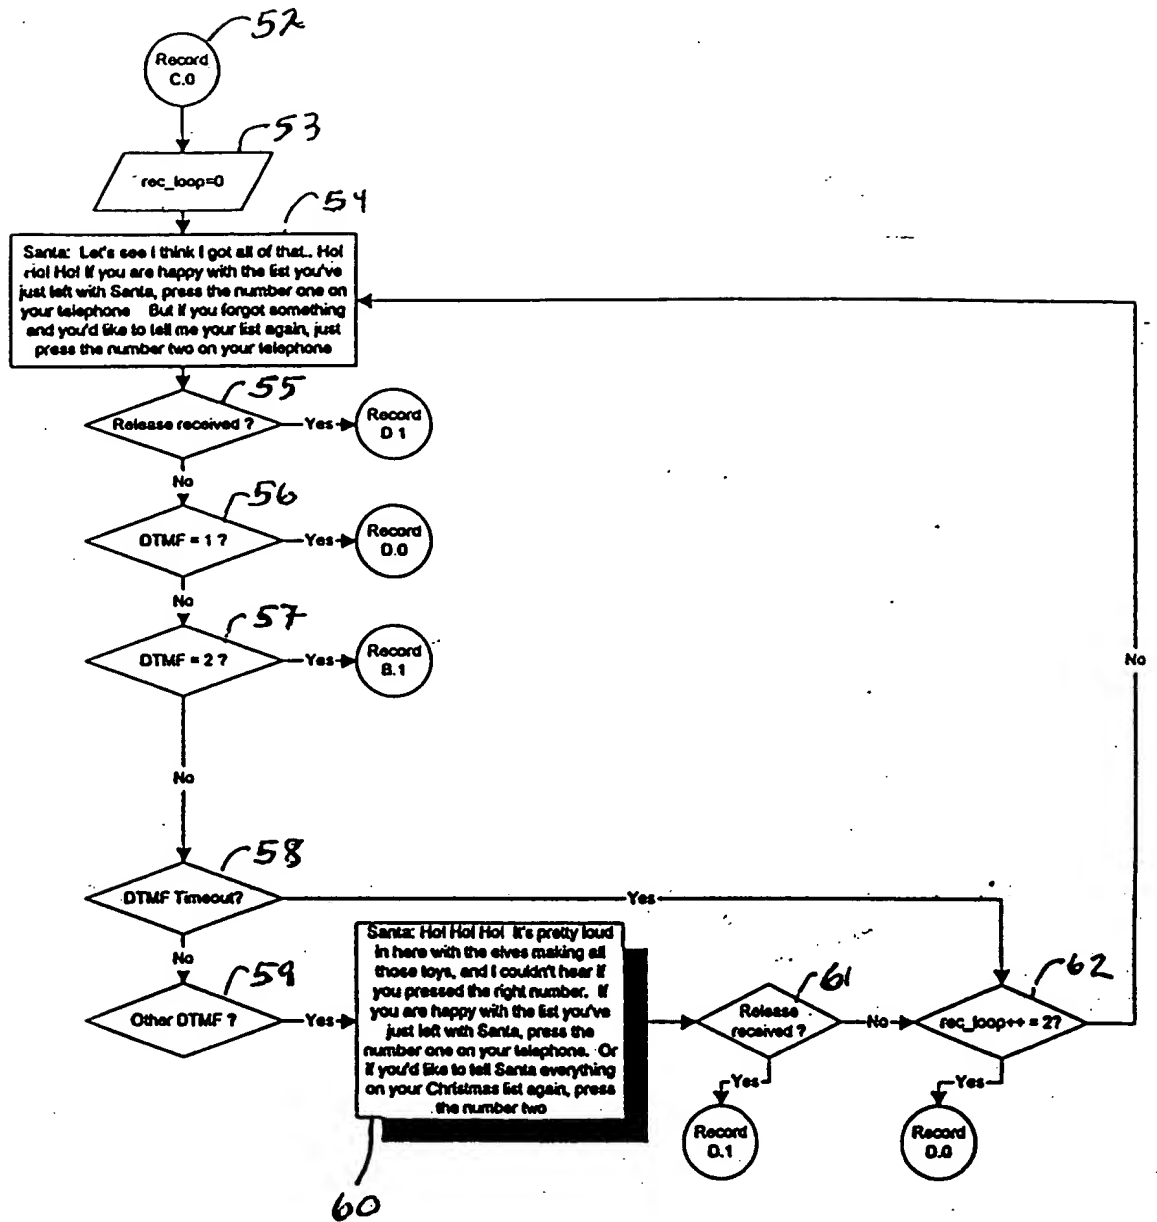 52
Record
C.0
53
rec_loop=0
54
Santa: Let's see I think I got all of that.. Ho!
Ho! Ho! If you are happy with the list you've
just left with Santa, press the number one on
your telephone But if you forgot something
and you'd like to tell me your list again, just
press the number two on your telephone
55
Release received ?
Yes
Record
D 1
No
56
DTMF = 1 ?
Yes
Record
D.0
No
57
DTMF = 2 ?
Yes
Record
B.1
No
No
58
DTMF Timeout?
Yes
No
59
Other DTMF ?
Yes
Santa: Ho! Ho! Ho! It's pretty loud
in here with the elves making all
those toys, and I couldn't hear if
you pressed the right number. If
you are happy with the list you've
just left with Santa, press the
number one on your telephone. Or
if you'd like to tell Santa everything
on your Christmas list again, press
the number two
60
61
Release
received ?
No
62
rec_loop++ = 2?
Yes
Record
D.1
Yes
Record
D.0